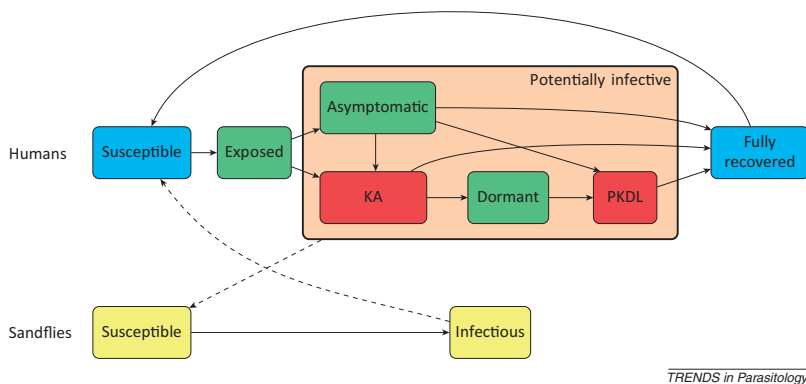 Potentially infective
Asymptomatic
Humans
Susceptible
Exposed
Fully
recovered
KA
Dormant
PKDL
Sandflies
Susceptible
Infectious
TRENDS in Parasitology